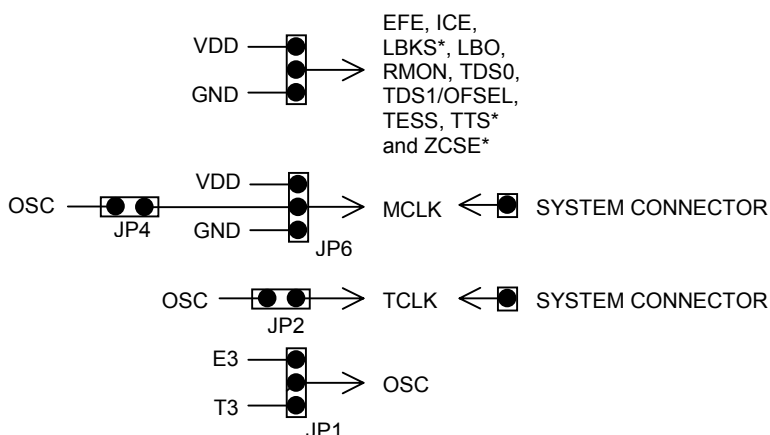 EFE, ICE,
VDD
LBKS*, LBO,
RMON, TDS0,
GND
TDS1/OFSEL,
TESS, TTS*
and ZCSE*
VDD
OSC
MCLK
SYSTEM CONNECTOR
JP4
GND
JP6
OSC
TCLK
SYSTEM CONNECTOR
JP2
E3
OSC
T3
JP1